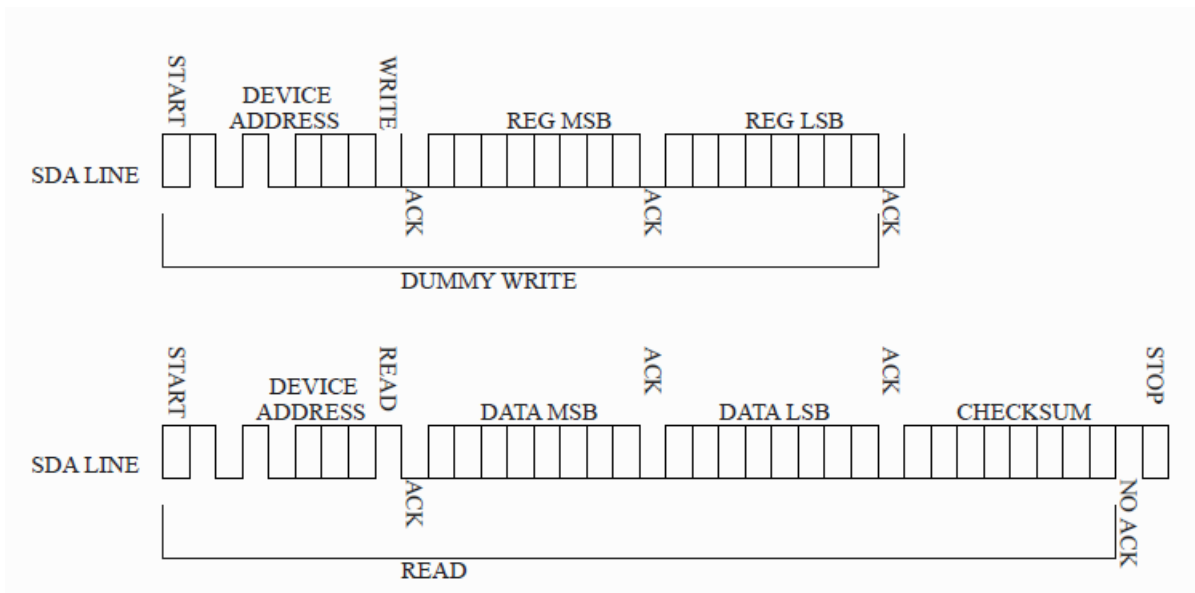 START
DEVICE
ADDRESS
WRITE
REG MSB
REG LSB
SDA LINE
ACK
ACK
ACK
DUMMY WRITE
START
DEVICE
ADDRESS
READ
DATA MSB
ACK
DATA LSB
ACK
CHECKSUM
STOP
SDA LINE
ACK
NO ACK
READ